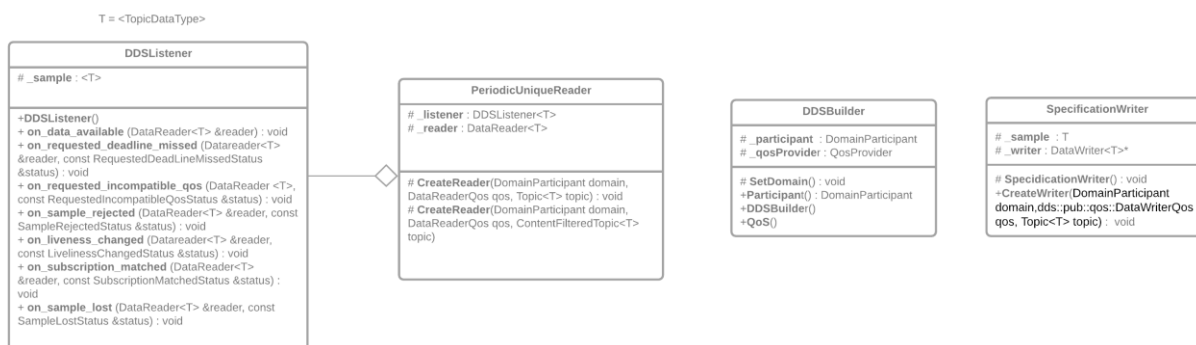 T = <TopicDataType>
DDSListener
# _sample : <T>
+DDSListener()
+ on_data_available (DataReader<T> &reader) : void
+ on_requested_deadline_missed (Datareader<T>
&reader, const RequestedDeadLineMissedStatus
&status) : void
+ on_requested_incompatible_qos (DataReader <T>,
const RequestedIncompatibleQosStatus &status) : void
+ on_sample_rejected (DataReader<T> &reader, const
SampleRejectedStatus &status) : void
+ on_liveness_changed (Datareader<T> &reader,
const LivelinessChangedStatus &status) : void
+ on_subscription_matched (DataReader<T>
&reader, const SubscriptionMatchedStatus &status) :
void
+ on_sample_lost (DataReader<T> &reader, const
SampleLostStatus &status) : void
PeriodicUniqueReader
# _listener : DDSListener<T>
# _reader : DataReader<T>
# CreateReader(DomainParticipant domain,
DataReaderQos qos, Topic<T> topic) : void
# CreateReader(DomainParticipant domain,
DataReaderQos qos, ContentFilteredTopic<T>
topic)
DDSBuilder
# _participant : DomainParticipant
# _qosProvider : QosProvider
# SetDomain() : void
+Participant() : DomainParticipant
+DDSBuilder()
+QoS()
SpecificationWriter
# _sample : T
# _writer : DataWriter<T>*
# SpecidicationWriter() : void
+CreateWriter(DomainParticipant
domain,dds::pub::qos::DataWriterQos
qos, Topic<T> topic) : void